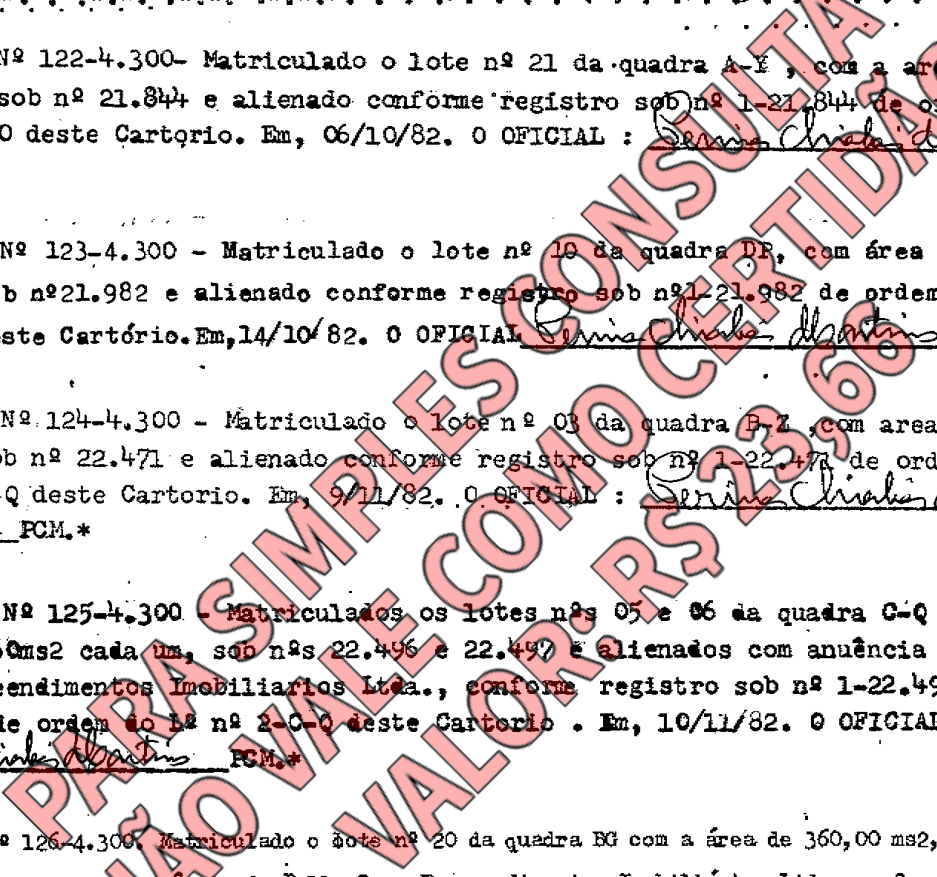 Nº 122-4.300- Matriculado o lote nº 21 da quadra A-Y , com a
sob nº 21.844 e alienado conforme registro sob nº 1-21.844 de
O deste Cartorio. Em, 06/10/82. O OFICIAL :
Nº 123-4.300 - Matriculado o lote nº 10 da quadra DP, com área
b nº21.982 e alienado conforme registro sob nº1-21.982 de ordem
ste Cartório.Em,14/10/82. O OFICIAL
Nº 124-4.300 - Matriculado o lote nº 03 da quadra B-Z ,com area
ob nº 22.471 e alienado conforme registro sob nº 1-22.471 de ord
Q deste Cartorio. Em, 9/11/82. O OFICIAL :
PCM.*
Nº 125-4.300 - Matriculados os lotes nºs 05 e 06 da quadra C-Q
0ms2 cada um, sob nºs 22.496 e 22.497 e alienados com anuência
eendimentos Imobiliarios Ltda., conforme registro sob nº 1-22.49
de ordem do Lº nº 2-C-Q deste Cartorio . Em, 10/11/82. O OFICIAL
PCM.*
º 126-4.300. Matriculado o lote nº 20 da quadra BG com a área de 360,00 ms2,
PARA SIMPLES CONSULTA
NÃO VALE COMO CERTIDÃO
VALOR: R$ 23,66